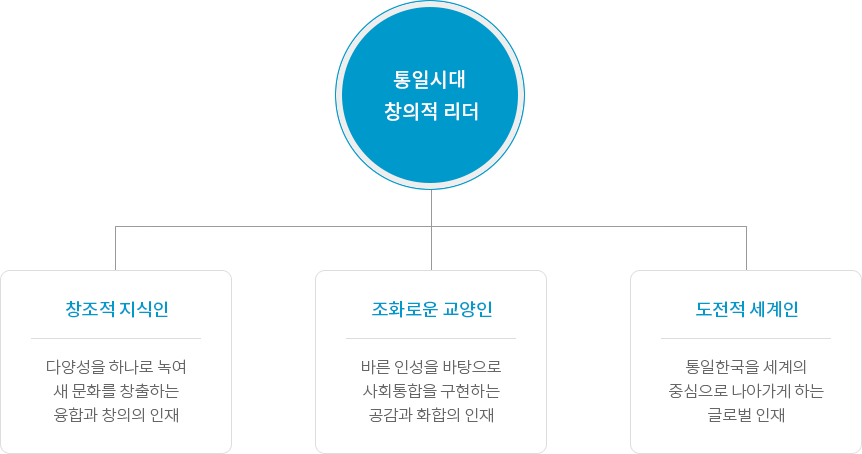 통일시대
창의적 리더
창조적 지식인
다양성을 하나로 녹여
새 문화를 창출하는
융합과 창의의 인재
조화로운 교양인
바른 인성을 바탕으로
사회통합을 구현하는
공감과 화합의 인재
도전적 세계인
통일한국을 세계의
중심으로 나아가게 하는
글로벌 인재